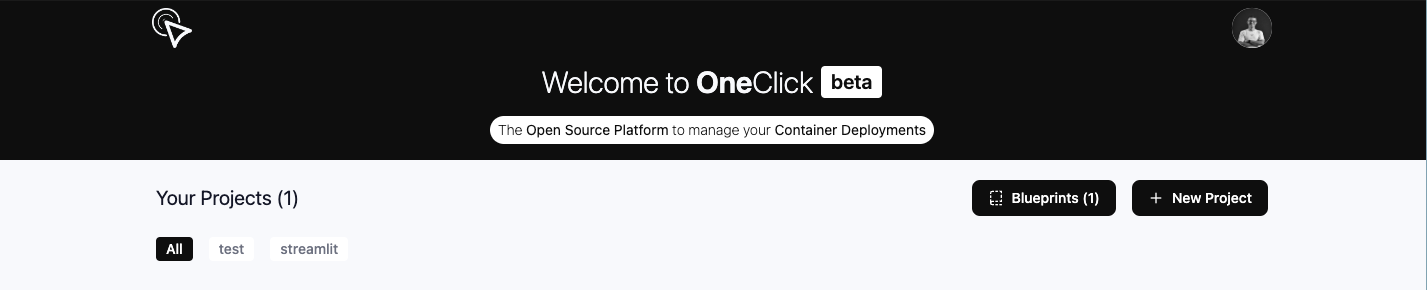 Welcome to OneClick beta
The Open Source Platform to manage your Container Deployments
Your Projects (1)
Blueprints (1)
New Project
All
test
streamlit